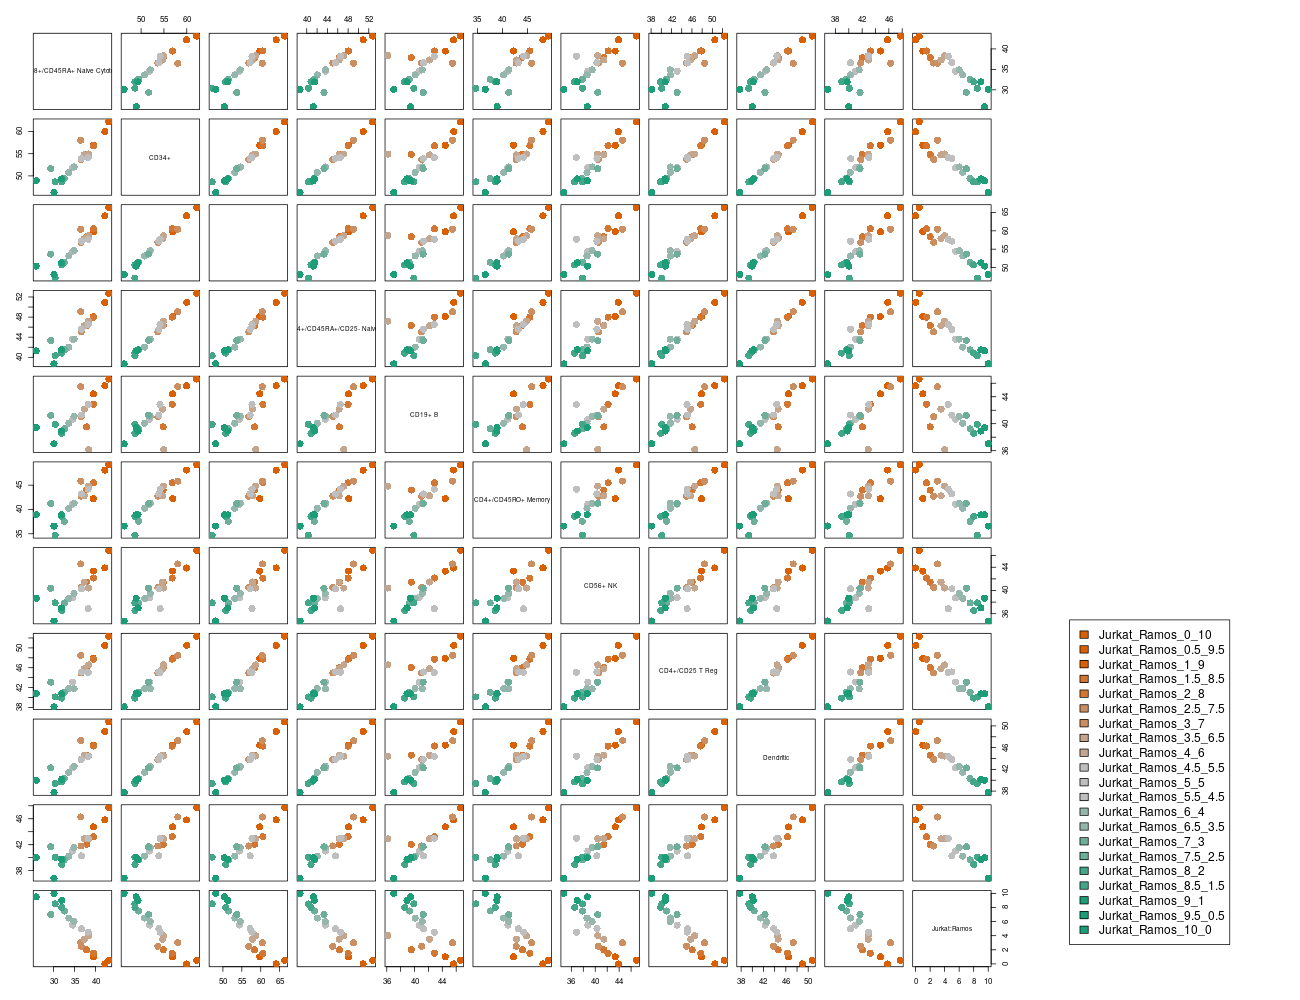 50 55 60
40 44 48 52
35 40 45
38 42 46 50
38 42 46
8+/CD45RA+ Naive Cytot
30 35 40
50 55 60
CD34+
50 55 60 65
40 44 48 52
4+/CD45RA+/CD25- Naiv
CD19+ B
36 40 44
35 40 45
CD4+/CD45RO+ Memory
CD56+ NK
36 40 44
38 42 46 50
CD4+/CD25 T Reg
Dendritic
38 42 46 50
38 42 46
Jurkat:Ramos
0 2 4 6 8 10
30 35 40
50 55 60 65
36 40 44
36 40 44
38 42 46 50
0 2 4 6 8 10
Jurkat_Ramos_0_10
Jurkat_Ramos_0.5_9.5
Jurkat_Ramos_1_9
Jurkat_Ramos_1.5_8.5
Jurkat_Ramos_2_8
Jurkat_Ramos_2.5_7.5
Jurkat_Ramos_3_7
Jurkat_Ramos_3.5_6.5
Jurkat_Ramos_4_6
Jurkat_Ramos_4.5_5.5
Jurkat_Ramos_5_5
Jurkat_Ramos_5.5_4.5
Jurkat_Ramos_6_4
Jurkat_Ramos_6.5_3.5
Jurkat_Ramos_7_3
Jurkat_Ramos_7.5_2.5
Jurkat_Ramos_8_2
Jurkat_Ramos_8.5_1.5
Jurkat_Ramos_9_1
Jurkat_Ramos_9.5_0.5
Jurkat_Ramos_10_0